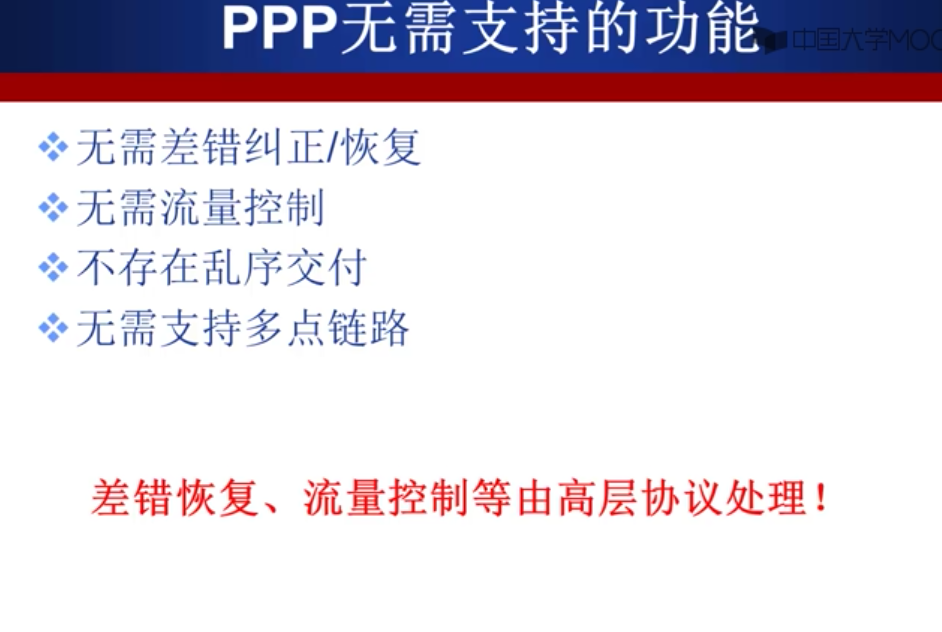 PPP无需支持的功能
中国大学MOO
无需差错纠正/恢复
无需流量控制
不存在乱序交付
无需支持多点链路
差错恢复、流量控制等由高层协议处理！